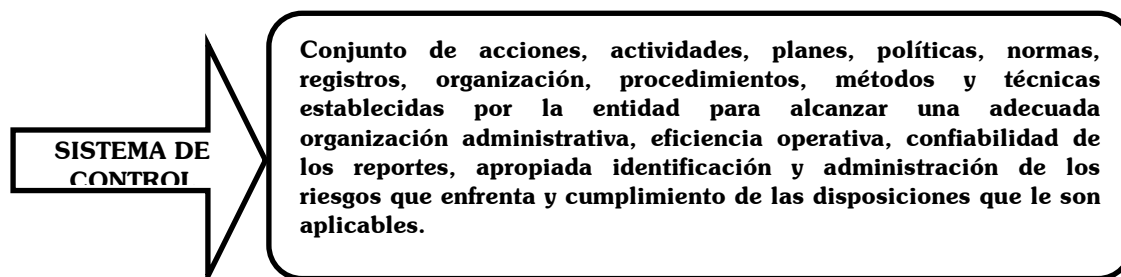 SISTEMA DE
CONTROL
Conjunto de acciones, actividades, planes, políticas, normas,
registros, organización, procedimientos, métodos y técnicas
establecidas por la entidad para alcanzar una adecuada
organización administrativa, eficiencia operativa, confiabilidad de
los reportes, apropiada identificación y administración de los
riesgos que enfrenta y cumplimiento de las disposiciones que le son
aplicables.